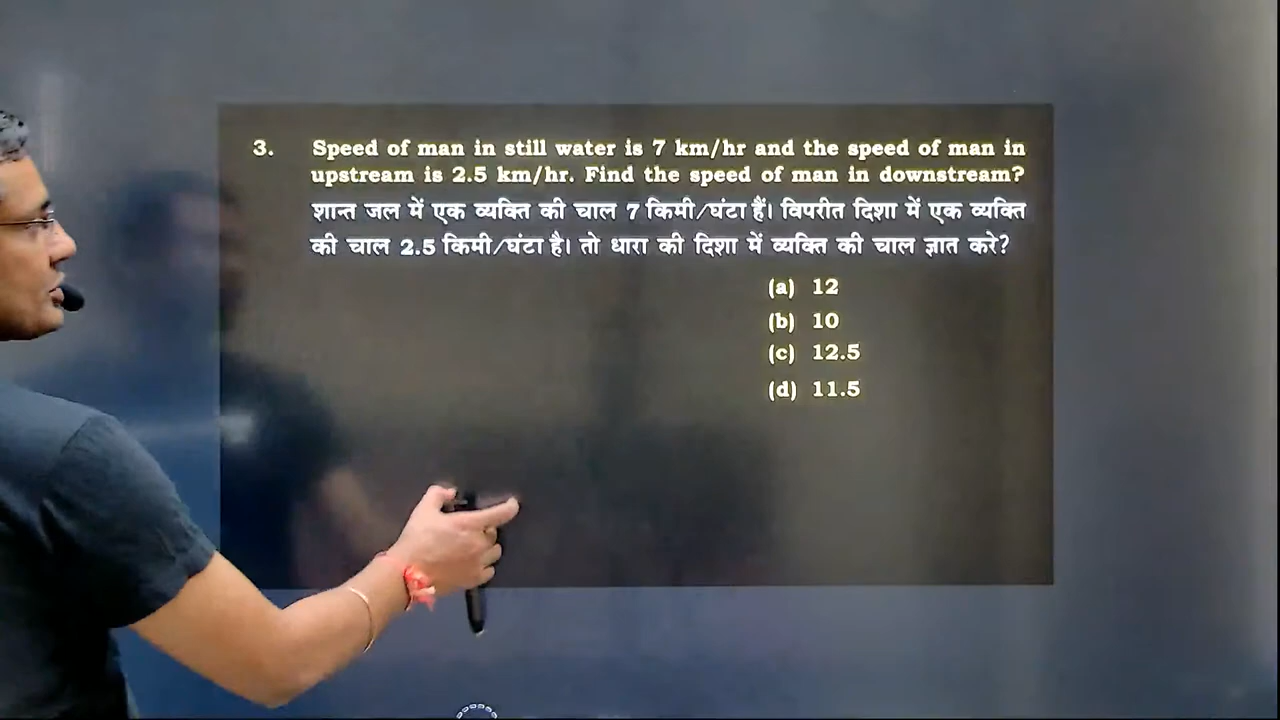 3. Speed of man in still water is 7 km/hr and the speed of man in
upstream is 2.5 km/hr. Find the speed of man in downstream?
शान्त जल में एक व्यक्ति की चाल 7 किमी/घंटा हैं। विपरीत दिशा में एक व्यक्ति
की चाल 2.5 किमी/घंटा है। तो धारा की दिशा में व्यक्ति की चाल ज्ञात करे?
(a) 12
(b) 10
(c) 12.5
(d) 11.5